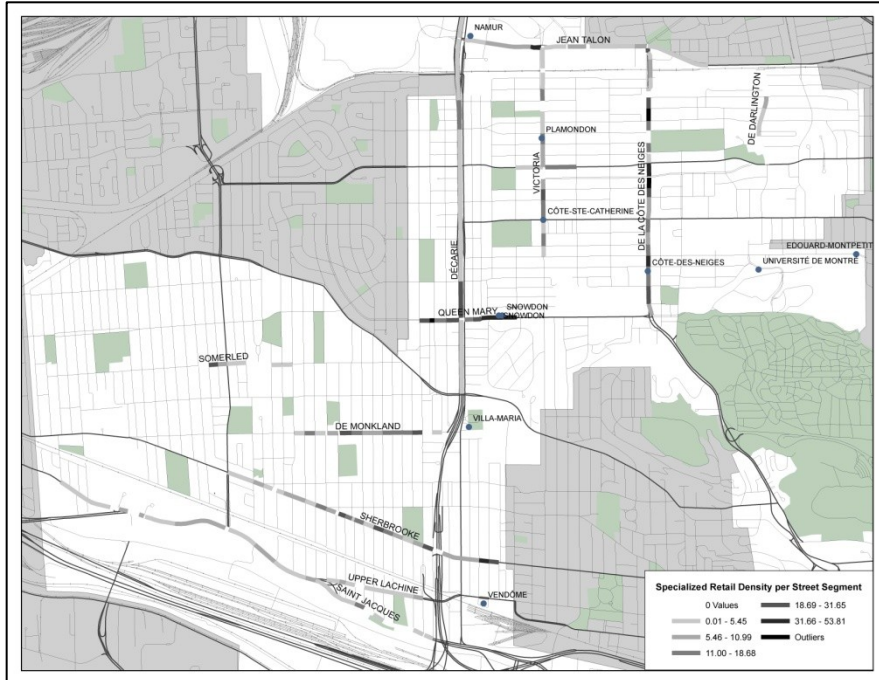 NAMUR
JEAN TALON
DE DARLINGTON
PLAMONDON
VICTORIA
DE LA CÔTE DES NEIGES
CÔTE-STE-CATHERINE
DÉCARIE
EDOUARD-MONTPETIT
CÔTE-DES-NEIGES
UNIVERSITÉ DE MONTRÉ
SNOWDON
QUEEN MARY
SNOWDON
SOMERLED
VILLA-MARIA
DE MONKLAND
SHERBROOKE
UPPER LACHINE
SAINT JACQUES
VENDÔME
Specialized Retail Density per Street Segment
0 Values
0.01 - 5.45
5.46 - 10.99
11.00 - 18.68
18.69 - 31.65
31.66 - 53.81
Outliers